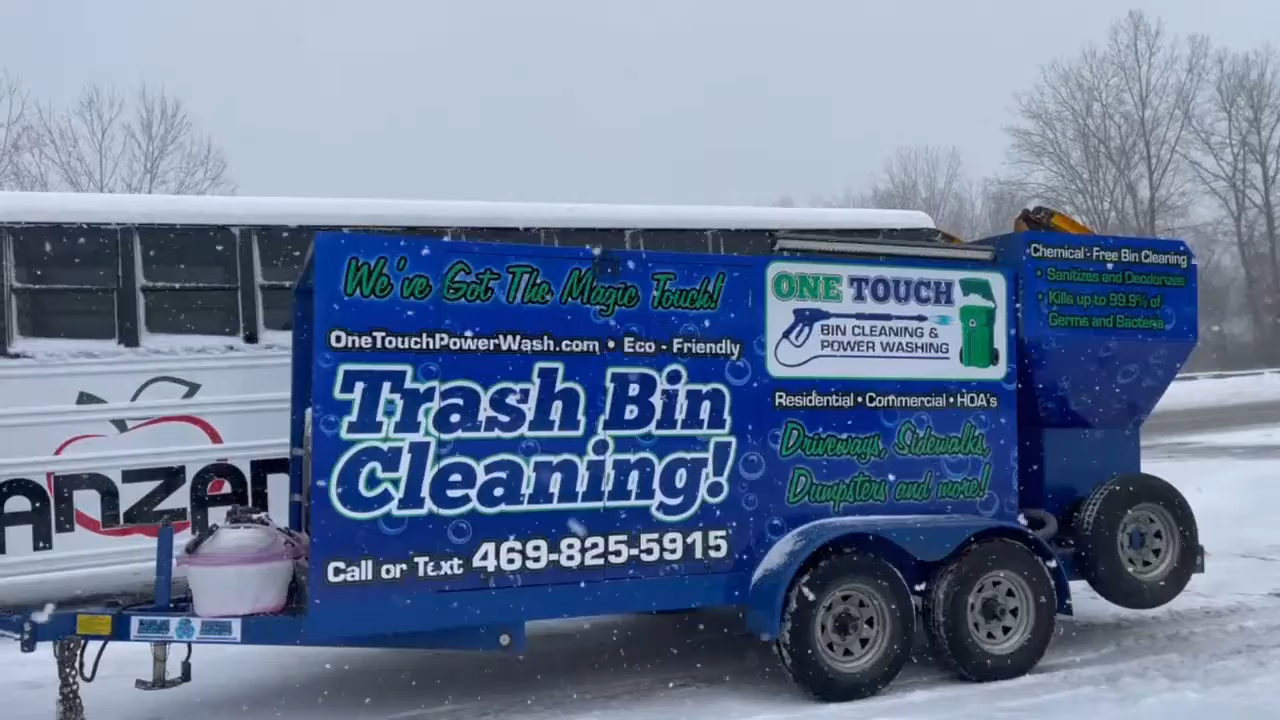 We've Got The Magic Touch!
OneTouchPowerWash.com • Eco - Friendly
Trash Bin
Cleaning!
Call or Text 469-825-5915
ONE TOUCH
BIN CLEANING &
POWER WASHING
Residential • Commercial • HOA's
Driveways, Sidewalks,
Dumpsters and more!
Chemical - Free Bin Cleaning
• Sanitizes and Deodorizes
• Kills up to 99.9% of
Germs and Bacteria
ANZAN